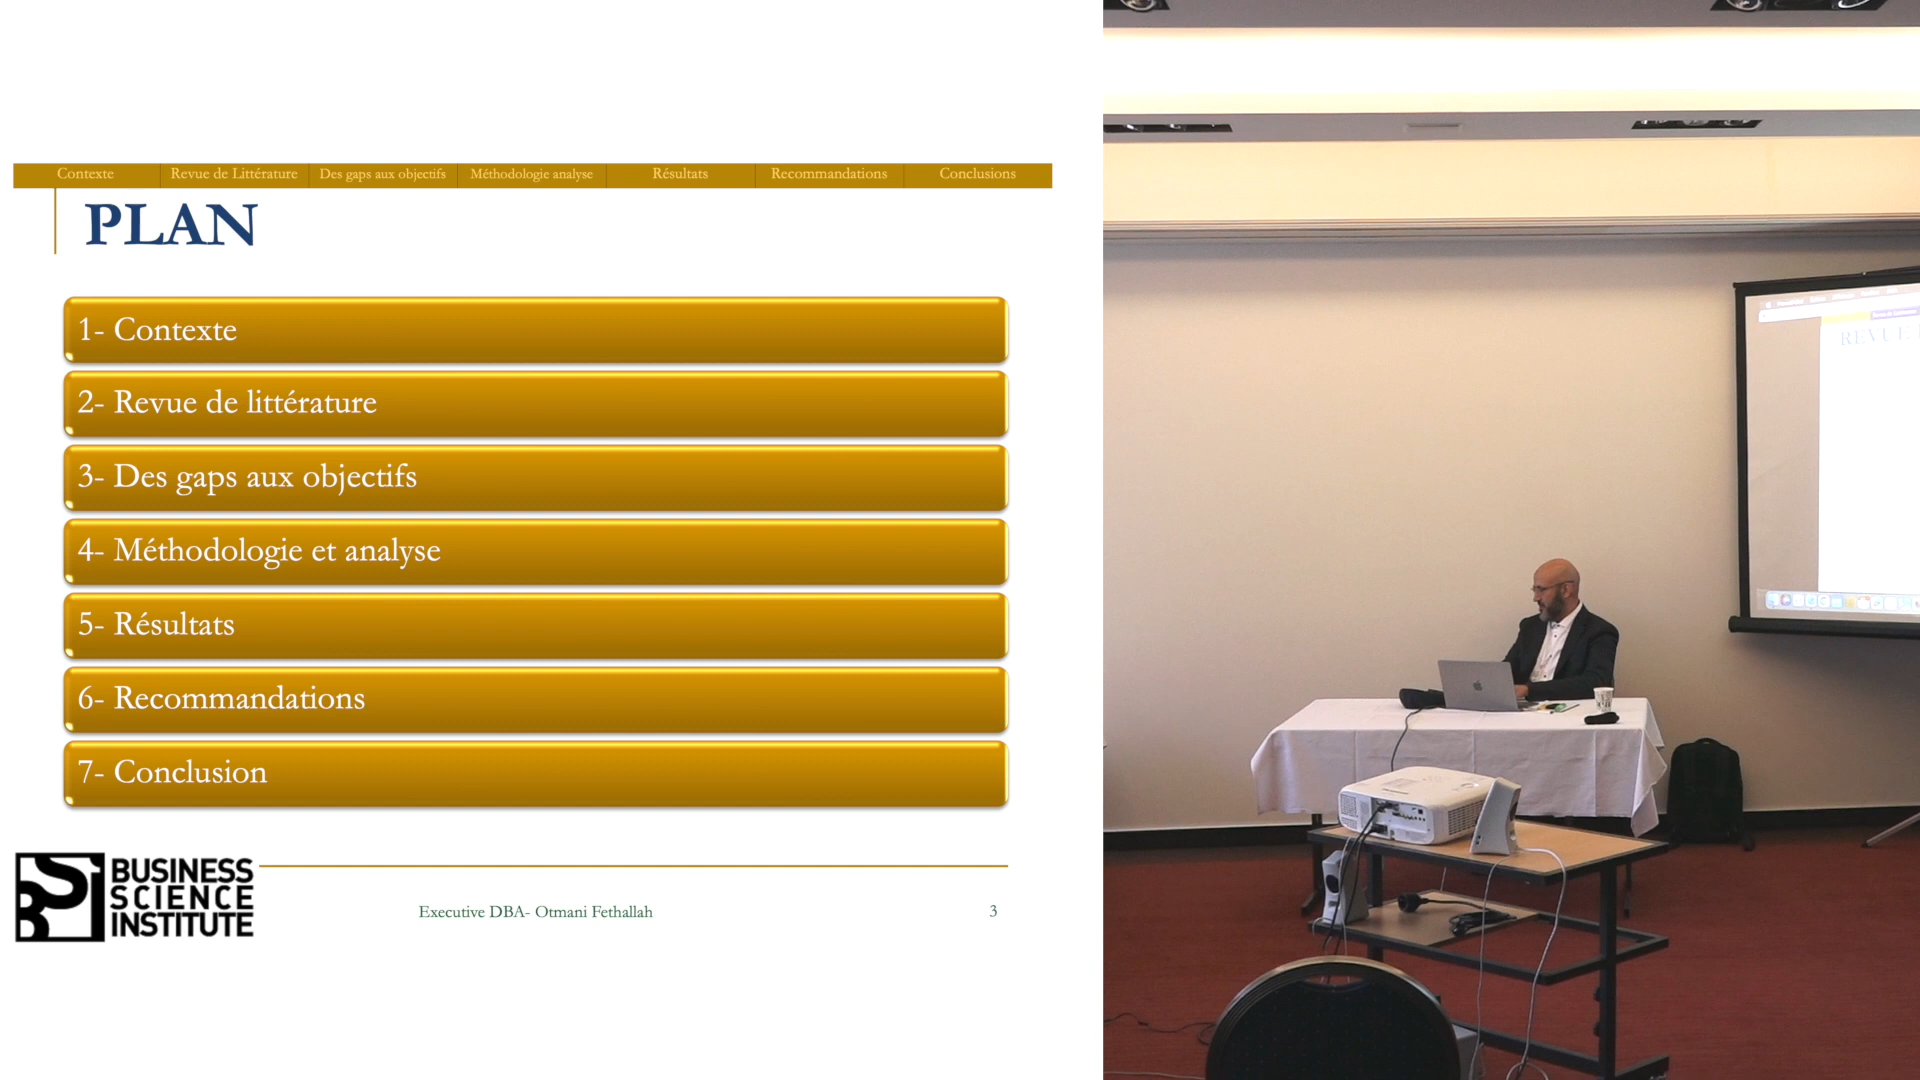 Contexte
Revue de Littérature
Des gaps aux objectifs
Méthodologie analyse
Résultats
Recommandations
Conclusions
PLAN
1- Contexte
2- Revue de littérature
3- Des gaps aux objectifs
4- Méthodologie et analyse
5- Résultats
6- Recommandations
7- Conclusion
BUSINESS
SCIENCE
INSTITUTE
Executive DBA- Otmani Fethallah
3
REVUE